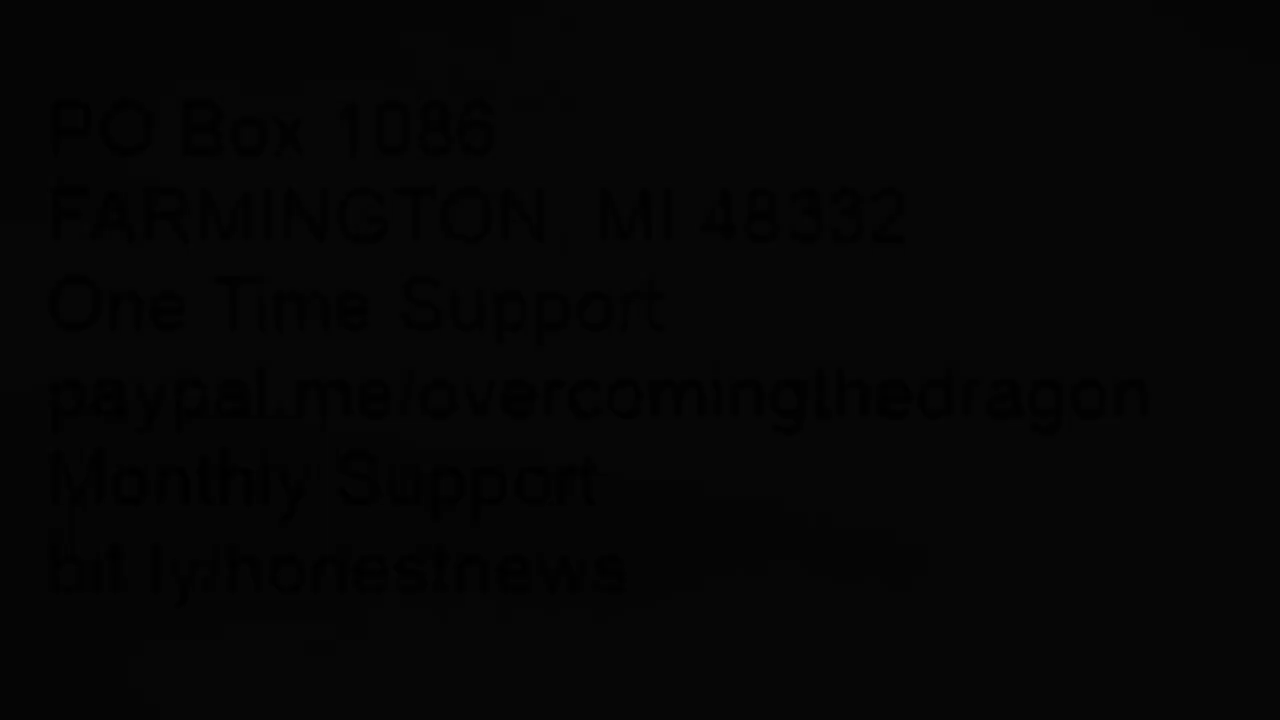 PO Box 1086
FARMINGTON, MI 48332
One Time Support
paypal.me/overcomingthedragon
Monthly Support
bit.ly/honestnews